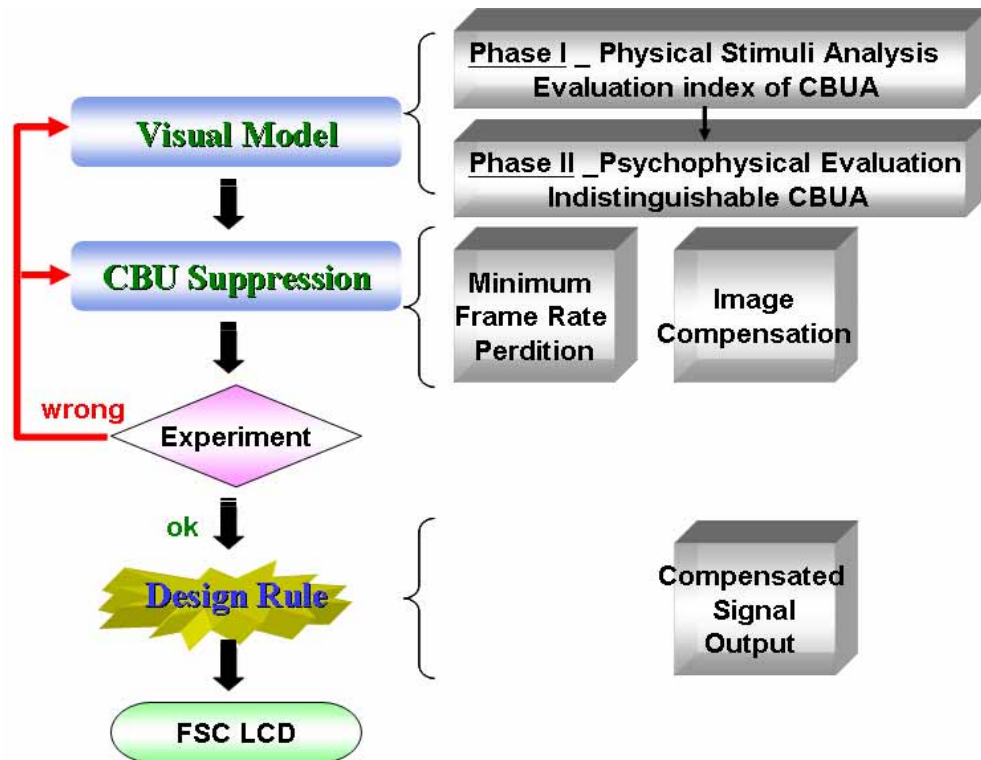 Phase I _ Physical Stimuli Analysis
Evaluation index of CBUA
Visual Model
Phase II _Psychophysical Evaluation
Indistinguishable CBUA
CBU Suppression
Minimum
Frame Rate
Perdition
Image
Compensation
wrong
Experiment
ok
Design Rule
Compensated
Signal
Output
FSC LCD